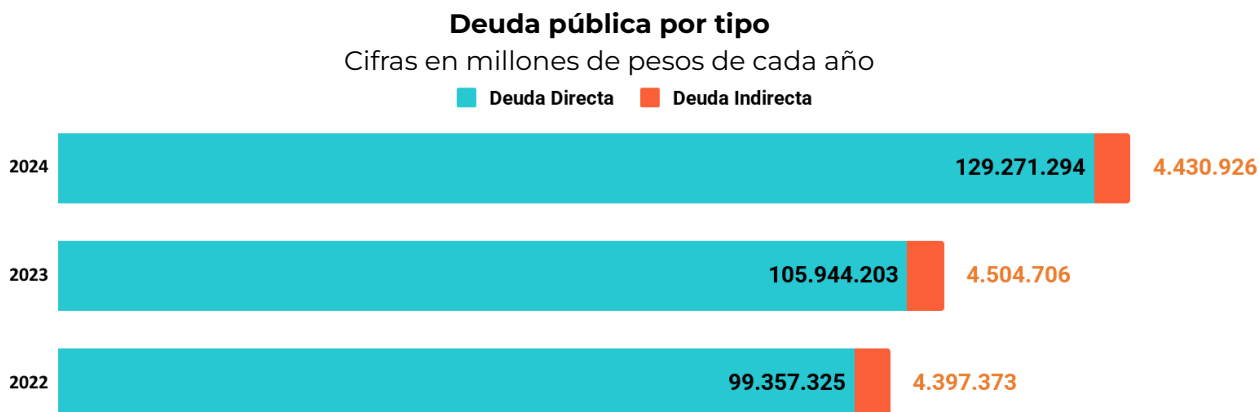 Deuda pública por tipo
Cifras en millones de pesos de cada año
Deuda Directa Deuda Indirecta
2024 129.271.294 4.430.926
2023 105.944.203 4.504.706
2022 99.357.325 4.397.373